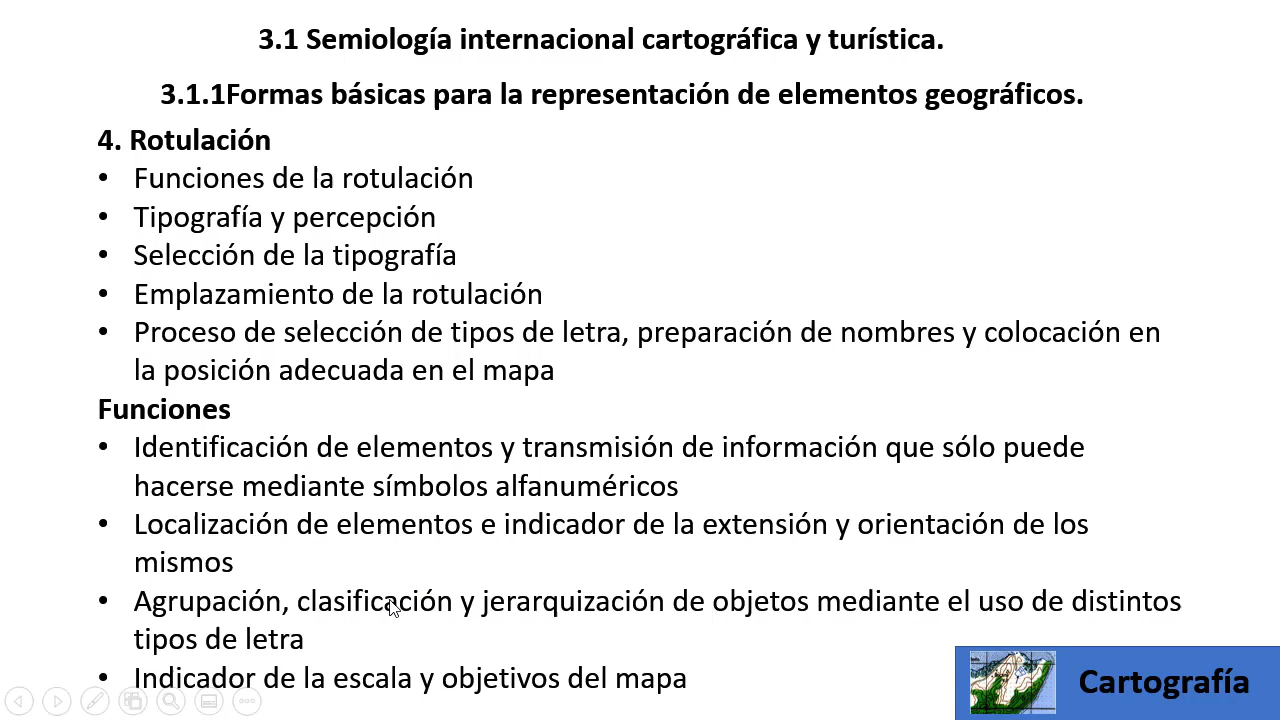 3.1 Semiología internacional cartográfica y turística.
3.1.1Formas básicas para la representación de elementos geográficos.
4. Rotulación
• Funciones de la rotulación
• Tipografía y percepción
• Selección de la tipografía
• Emplazamiento de la rotulación
• Proceso de selección de tipos de letra, preparación de nombres y colocación en
la posición adecuada en el mapa
Funciones
• Identificación de elementos y transmisión de información que sólo puede
hacerse mediante símbolos alfanuméricos
• Localización de elementos e indicador de la extensión y orientación de los
mismos
• Agrupación, clasificación y jerarquización de objetos mediante el uso de distintos
tipos de letra
• Indicador de la escala y objetivos del mapa
Cartografía